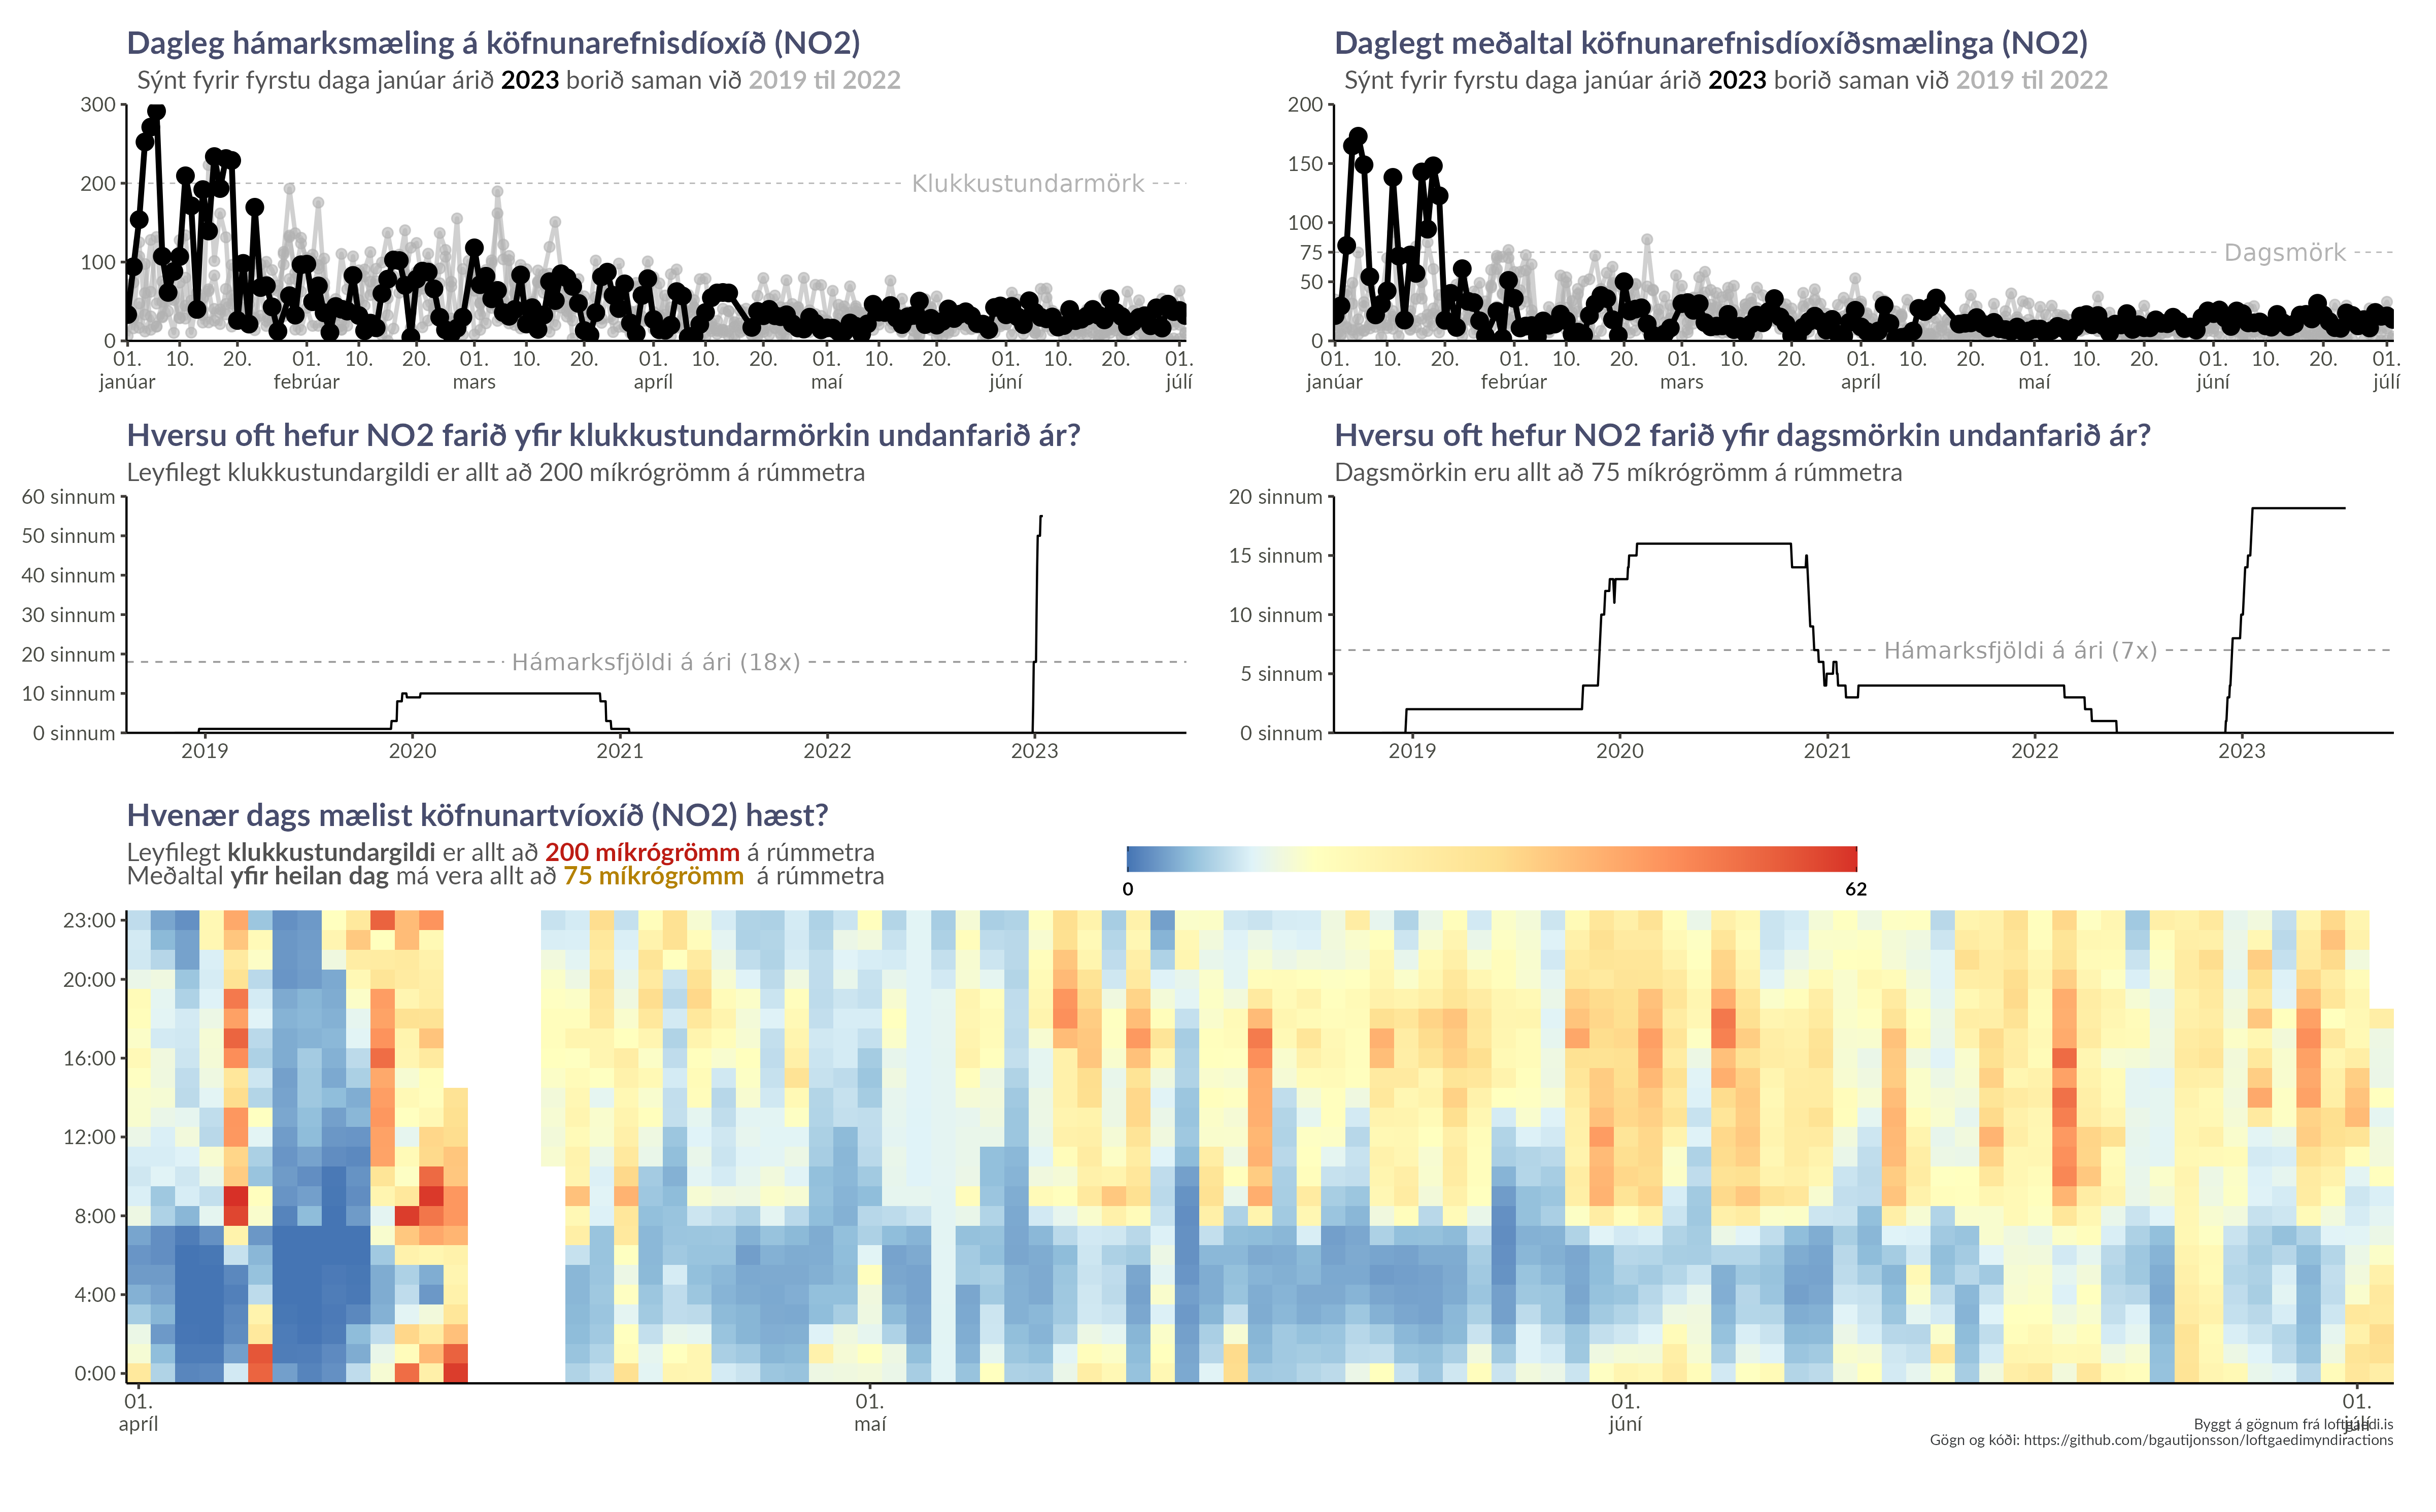 Dagleg hámarksmæling á köfnunarefnisdíoxíð (NO2)
Sýnt fyrir fyrstu daga janúar árið 2023 borið saman við 2019 til 2022
300
200
100
0
Klukkustundarmörk
01. 10. 20. 01. 10. 20. 01. 10. 20. 01. 10. 20. 01. 10. 20. 01. 10. 20. 01.
janúar febrúar mars apríl maí júní júlí
Daglegt meðaltal köfnunarefnisdíoxíðsmælinga (NO2)
Sýnt fyrir fyrstu daga janúar árið 2023 borið saman við 2019 til 2022
200
150
100
75
50
0
Dagsmörk
01. 10. 20. 01. 10. 20. 01. 10. 20. 01. 10. 20. 01. 10. 20. 01. 10. 20. 01.
janúar febrúar mars apríl maí júní júlí
Hversu oft hefur NO2 farið yfir klukkustundarmörkin undanfarið ár?
Leyfilegt klukkustundargildi er allt að 200 míkrógrömm á rúmmetra
60 sinnum
50 sinnum
40 sinnum
30 sinnum
20 sinnum
10 sinnum
0 sinnum
Hámarksfjöldi á ári (18x)
2019 2020 2021 2022 2023
Hversu oft hefur NO2 farið yfir dagsmörkin undanfarið ár?
Dagsmörkin eru allt að 75 míkrógrömm á rúmmetra
20 sinnum
15 sinnum
10 sinnum
5 sinnum
0 sinnum
Hámarksfjöldi á ári (7x)
2019 2020 2021 2022 2023
Hvenær dags mælist köfnunartvíoxíð (NO2) hæst?
Leyfilegt klukkustundargildi er allt að 200 míkrógrömm á rúmmetra
Meðaltal yfir heilan dag má vera allt að 75 míkrógrömm á rúmmetra
0 62
23:00
20:00
16:00
12:00
8:00
4:00
0:00
01. 01. 01. 01.
apríl maí júní júlí
Byggt á gögnum frá loftgaedi.is
Gögn og kóði: https://github.com/bgautijonsson/loftgaedimyndiractions